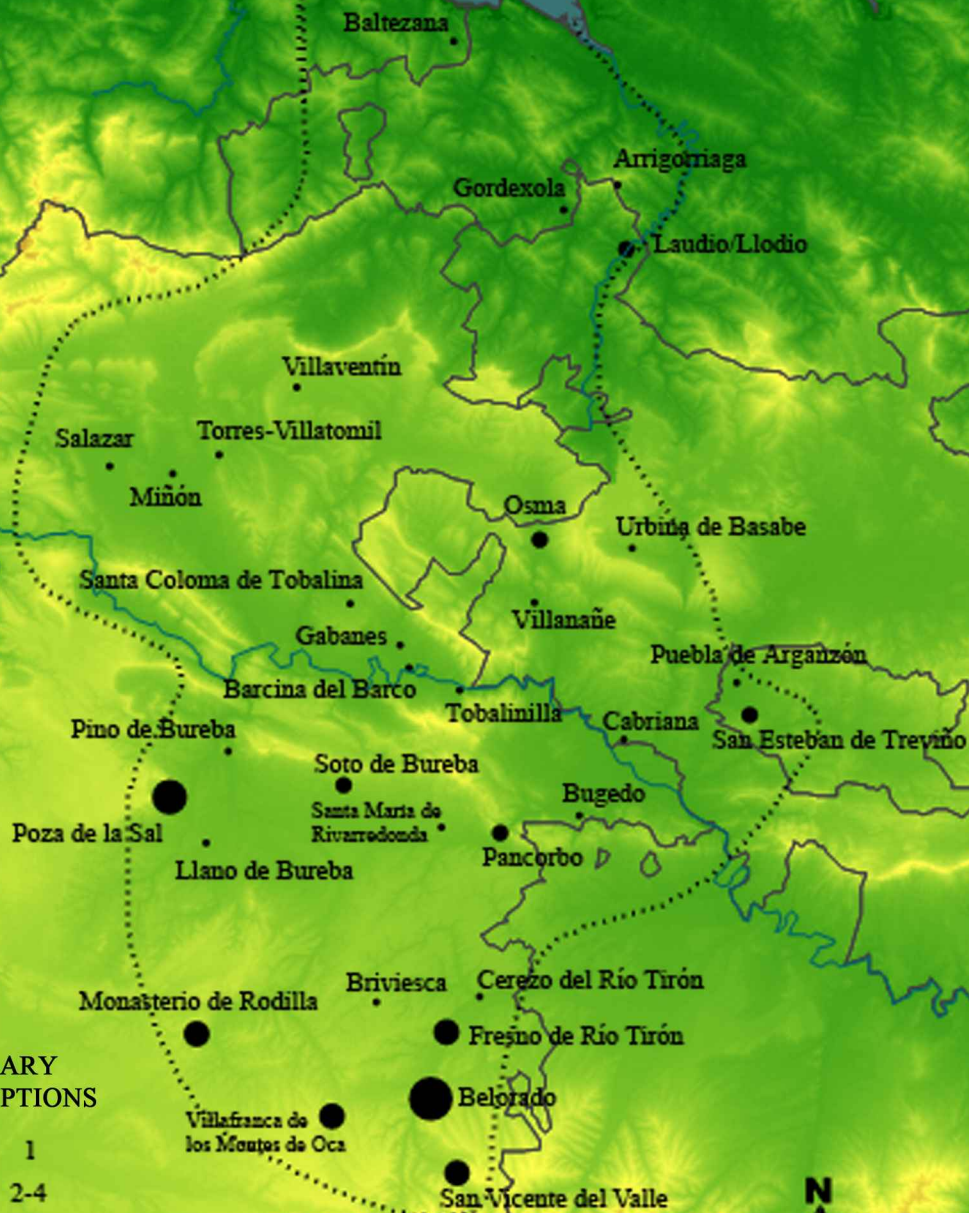 Baltezana
Arrigorriaga
Gordexola
Laudio/Llodio
Villaventín
Torres-Villatomil
Salazar
Miñón
Osma
Urbina de Basabe
Santa Coloma de Tobalina
Villanañe
Gabanes
Puebla de Arganzón
Barcina del Barco
Tobalinilla
Cabriana
Pino de Bureba
San Esteban de Treviño
Soto de Bureba
Bugedo
Santa María de
Rivarredonda
Poza de la Sal
Pancorbo
Llano de Bureba
Briviesca
Cerezo del Río Tirón
Monasterio de Rodilla
Fresno de Río Tirón
ARY
PTIONS
Belorado
Villafranca de
los Montes de Oca
1
2-4
San Vicente del Valle
N